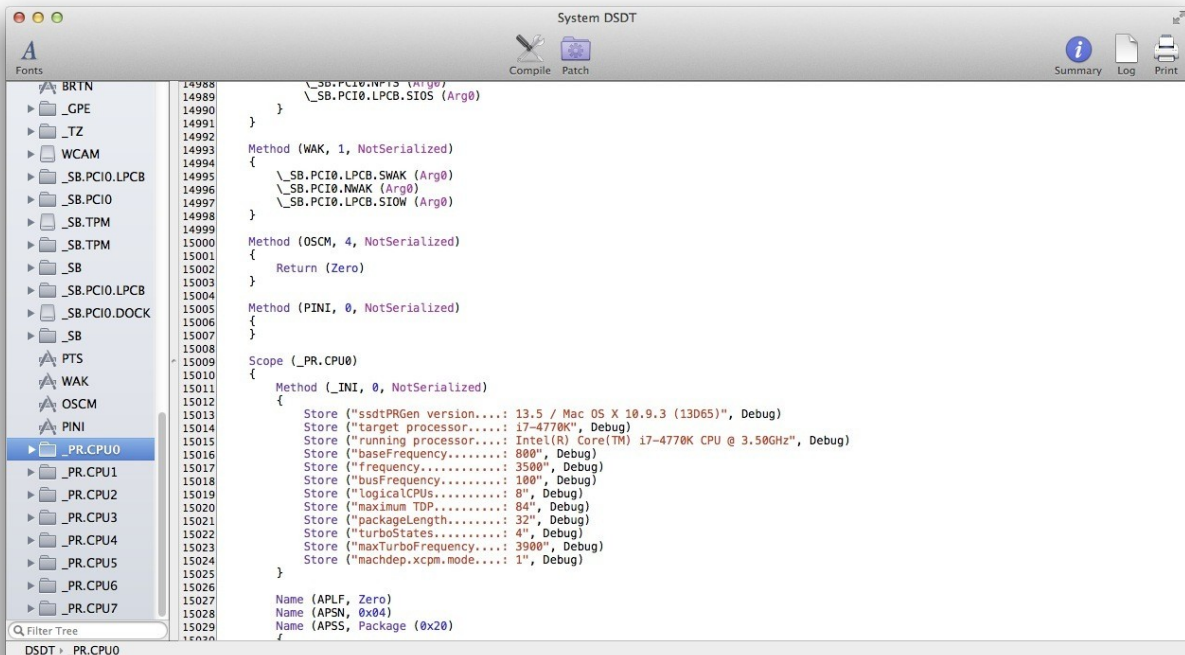 System DSDT
Fonts
Compile
Patch
Summary
Log
Print
BRTN
_GPE
_TZ
WCAM
_SB.PCI0.LPCB
_SB.PCI0
_SB.TPM
_SB.TPM
_SB
_SB.PCI0.LPCB
_SB.PCI0.DOCK
_SB
PTS
WAK
OSCM
PINI
_PR.CPU0
_PR.CPU1
_PR.CPU2
_PR.CPU3
_PR.CPU4
_PR.CPU5
_PR.CPU6
_PR.CPU7
Filter Tree
14988 \_SB.PCI0.NPTS (Arg0)
14989 \_SB.PCI0.LPCB.SIOS (Arg0)
14990 }
14991 }
14992
14993 Method (WAK, 1, NotSerialized)
14994 {
14995 \_SB.PCI0.LPCB.SWAK (Arg0)
14996 \_SB.PCI0.NWAK (Arg0)
14997 \_SB.PCI0.LPCB.SIOW (Arg0)
14998 }
14999
15000 Method (OSCM, 4, NotSerialized)
15001 {
15002 Return (Zero)
15003 }
15004
15005 Method (PINI, 0, NotSerialized)
15006 {
15007 }
15008
15009 Scope (_PR.CPU0)
15010 {
15011 Method (_INI, 0, NotSerialized)
15012 {
15013 Store ("ssdtPRGen version....: 13.5 / Mac OS X 10.9.3 (13D65)", Debug)
15014 Store ("target processor.....: i7-4770K", Debug)
15015 Store ("running processor....: Intel(R) Core(TM) i7-4770K CPU @ 3.50GHz", Debug)
15016 Store ("baseFrequency........: 800", Debug)
15017 Store ("frequency............: 3500", Debug)
15018 Store ("busFrequency.........: 100", Debug)
15019 Store ("logicalCPUs..........: 8", Debug)
15020 Store ("maximum TDP..........: 84", Debug)
15021 Store ("packageLength........: 32", Debug)
15022 Store ("turboStates..........: 4", Debug)
15023 Store ("maxTurboFrequency....: 3900", Debug)
15024 Store ("machdep.xcpm.mode....: 1", Debug)
15025 }
15026
15027 Name (APLF, Zero)
15028 Name (APSN, 0x04)
15029 Name (APSS, Package (0x20)
15030 {
DSDT › _PR.CPU0